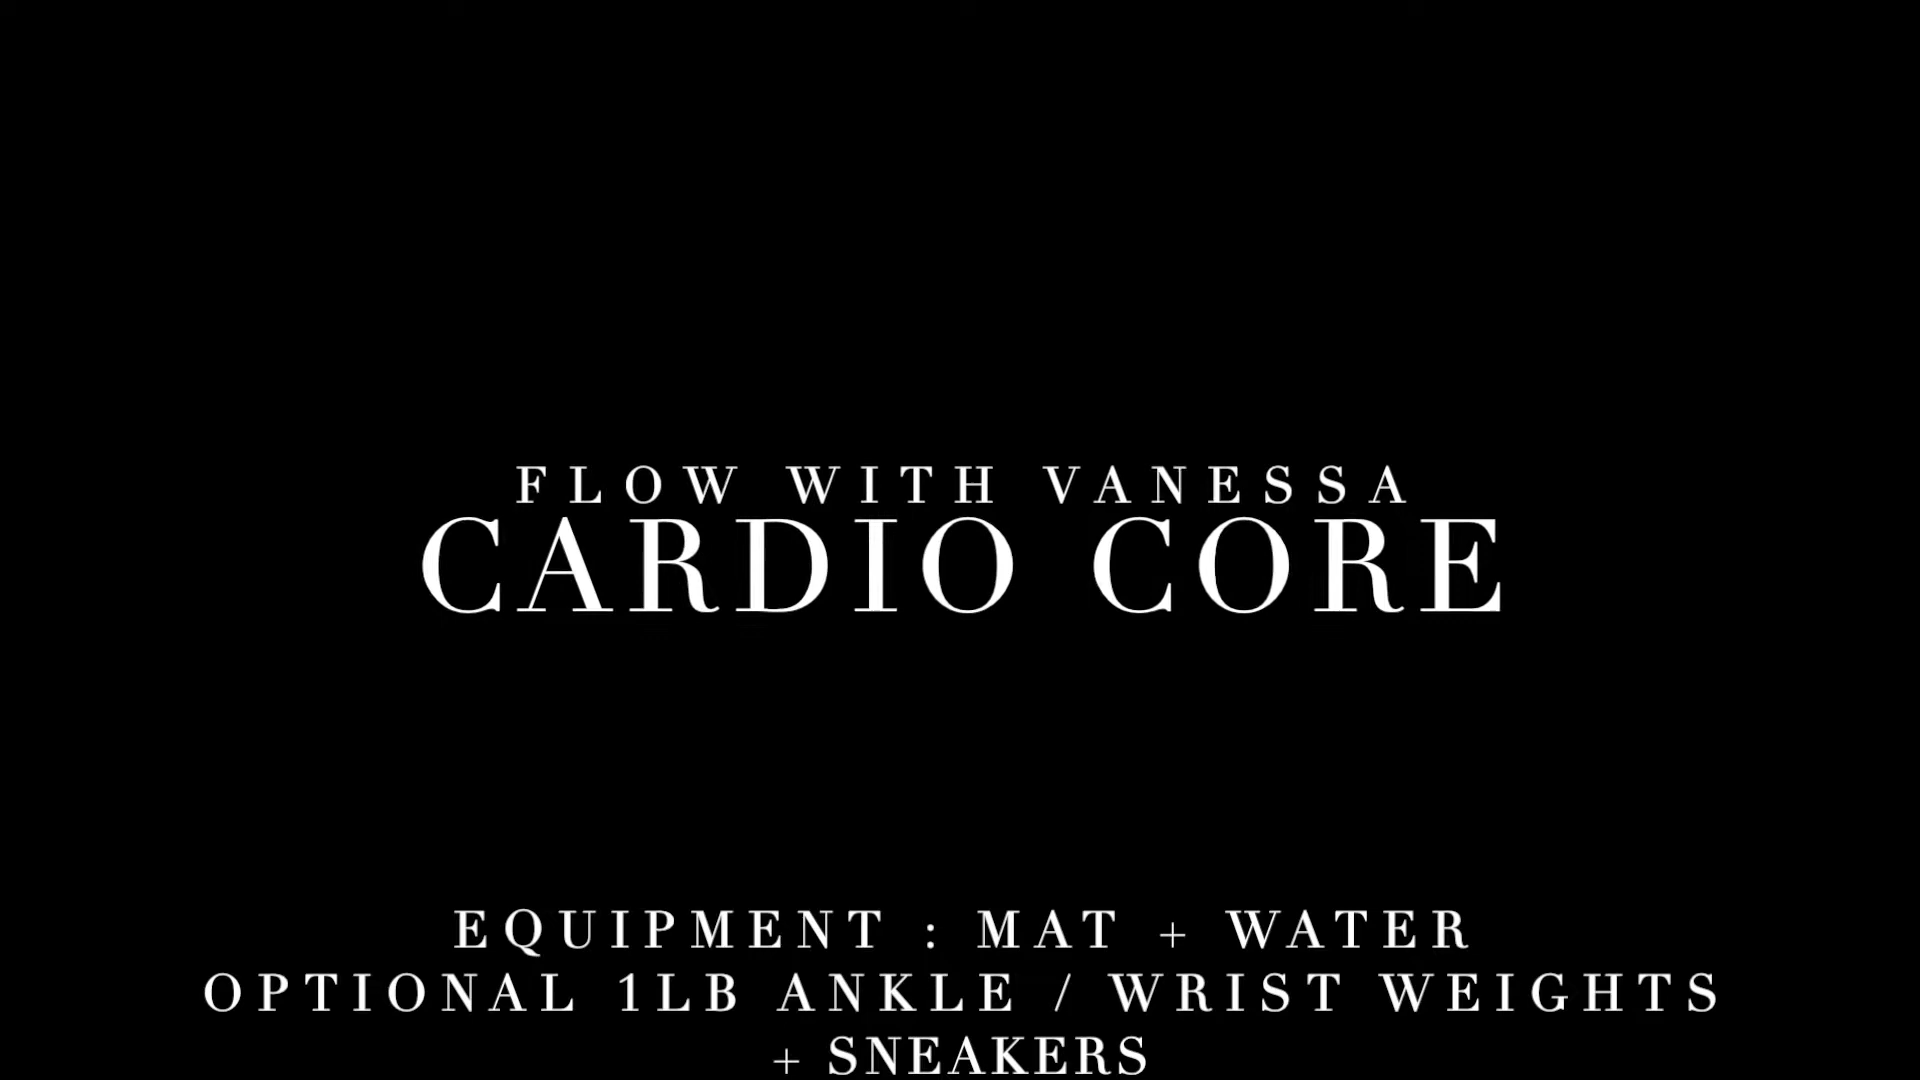 FLOW WITH VANESSA
CARDIO CORE
EQUIPMENT : MAT + WATER
OPTIONAL 1LB ANKLE / WRIST WEIGHTS
+ SNEAKERS